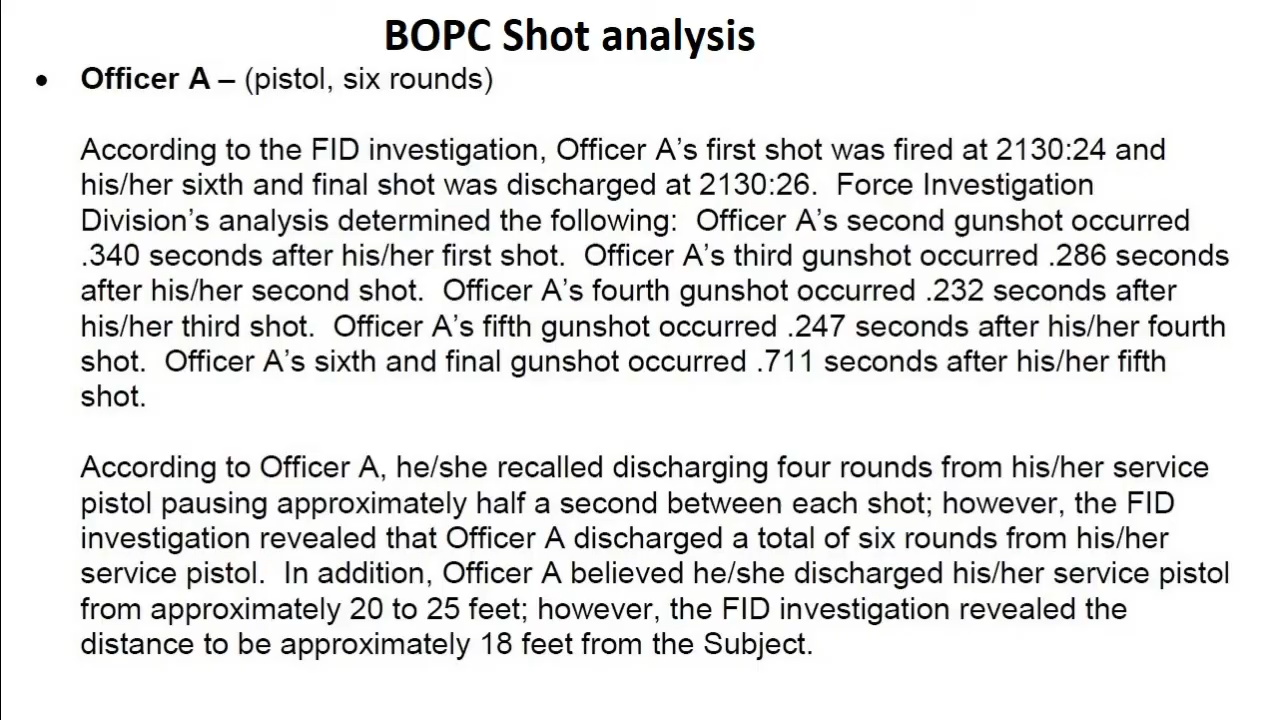 BOPC Shot analysis
• Officer A – (pistol, six rounds)
According to the FID investigation, Officer A's first shot was fired at 2130:24 and
his/her sixth and final shot was discharged at 2130:26.  Force Investigation
Division's analysis determined the following:  Officer A's second gunshot occurred
.340 seconds after his/her first shot.  Officer A's third gunshot occurred .286 seconds
after his/her second shot.  Officer A's fourth gunshot occurred .232 seconds after
his/her third shot.  Officer A's fifth gunshot occurred .247 seconds after his/her fourth
shot.  Officer A's sixth and final gunshot occurred .711 seconds after his/her fifth
shot.
According to Officer A, he/she recalled discharging four rounds from his/her service
pistol pausing approximately half a second between each shot; however, the FID
investigation revealed that Officer A discharged a total of six rounds from his/her
service pistol.  In addition, Officer A believed he/she discharged his/her service pistol
from approximately 20 to 25 feet; however, the FID investigation revealed the
distance to be approximately 18 feet from the Subject.